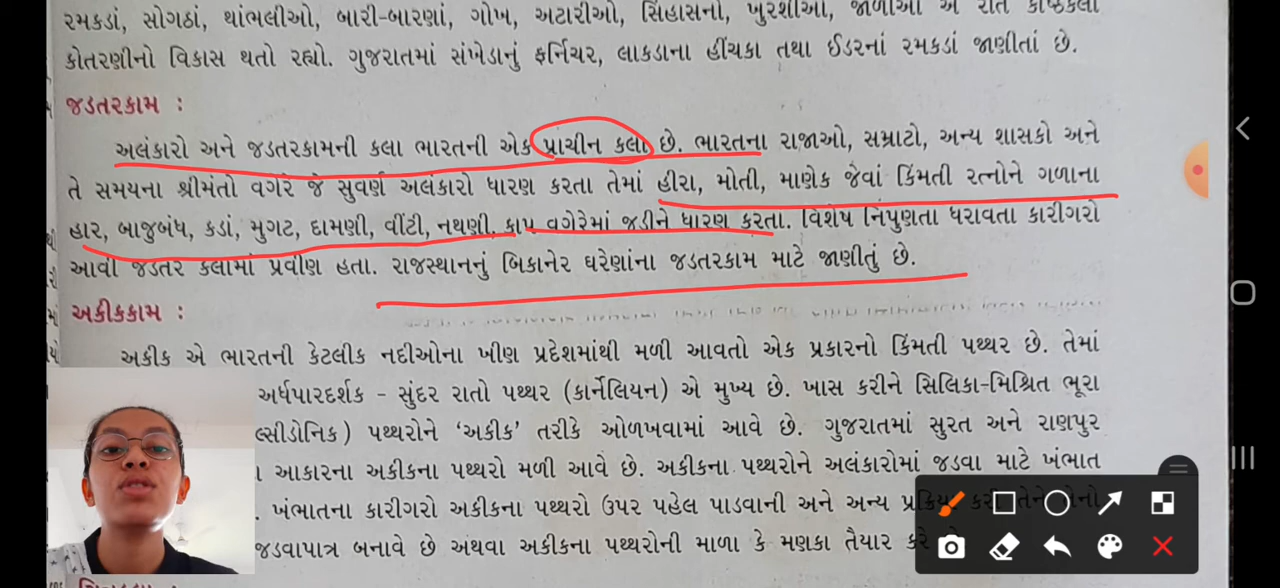 રમકડાં, સોગઠાં, થાંભલીઓ, બારી-બારણાં, ગોખ, અટારીઓ, સિંહાસનો, ખુરશીઓ, જાળીઓ એ રીતે કાષ્ઠકલા
કોતરણીનો વિકાસ થતો રહ્યો. ગુજરાતમાં સંખેડાનું ફર્નિચર, લાકડાના હીંચકા તથા ઈડરનાં રમકડાં જાણીતાં છે.
જડતરકામ :
અલંકારો અને જડતરકામની કલા ભારતની એક પ્રાચીન કલા છે. ભારતના રાજાઓ, સમ્રાટો, અન્ય શાસકો અને
તે સમયના શ્રીમંતો વગેરે જે સુવર્ણ અલંકારો ધારણ કરતા તેમાં હીરા, મોતી, માણેક જેવાં કિંમતી રત્નોને ગળાના
હાર, બાજુબંધ, કડાં, મુગટ, દામણી, વીંટી, નથણી, કાપ વગેરેમાં જડીને ધારણ કરતા. વિશેષ નિપુણતા ધરાવતા કારીગરો
આવી જડતર કલામાં પ્રવીણ હતા. રાજસ્થાનનું બિકાનેર ઘરેણાંના જડતરકામ માટે જાણીતું છે.
અકીકકામ :
અકીક એ ભારતની કેટલીક નદીઓના ખીણ પ્રદેશમાંથી મળી આવતો એક પ્રકારનો કિંમતી પથ્થર છે. તેમાં
અર્ધપારદર્શક - સુંદર રાતો પથ્થર (કાર્નેલિયન) એ મુખ્ય છે. ખાસ કરીને સિલિકા-મિશ્રિત ભૂરા
લ્સીડોનિક) પથ્થરોને ‘અકીક’ તરીકે ઓળખવામાં આવે છે. ગુજરાતમાં સુરત અને રાણપુર
આકારના અકીકના પથ્થરો મળી આવે છે. અકીકના પથ્થરોને અલંકારોમાં જડવા માટે ખંભાત
. ખંભાતના કારીગરો અકીકના પથ્થરો ઉપર પહેલ પાડવાની અને અન્ય પ્રક્રિયા કરી તેને
જડવાપાત્ર બનાવે છે અથવા અકીકના પથ્થરોની માળા કે મણકા તૈયાર કરે